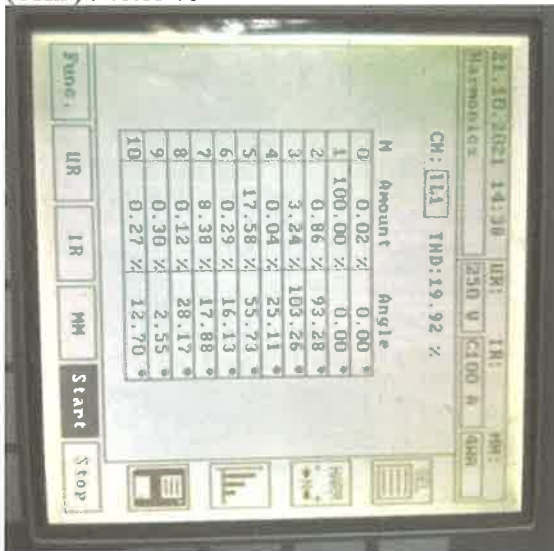 21.10.2021 14:38 UR: IR: MM:
Harmonics 250 V C100 A 4WR
CH: IL1 THD:19.92 %
M Amount Angle
0 0.02 % 0.00 °
1 100.00 % 0.00 °
2 0.86 % 93.28 °
3 3.24 % 103.26 °
4 0.04 % 25.11 °
5 17.58 % 55.73 °
6 0.29 % 16.13 °
7 8.38 % 17.88 °
8 0.12 % 28.17 °
9 0.30 % 2.55 °
10 0.27 % 12.70 °
Func. UR IR MM Start Stop